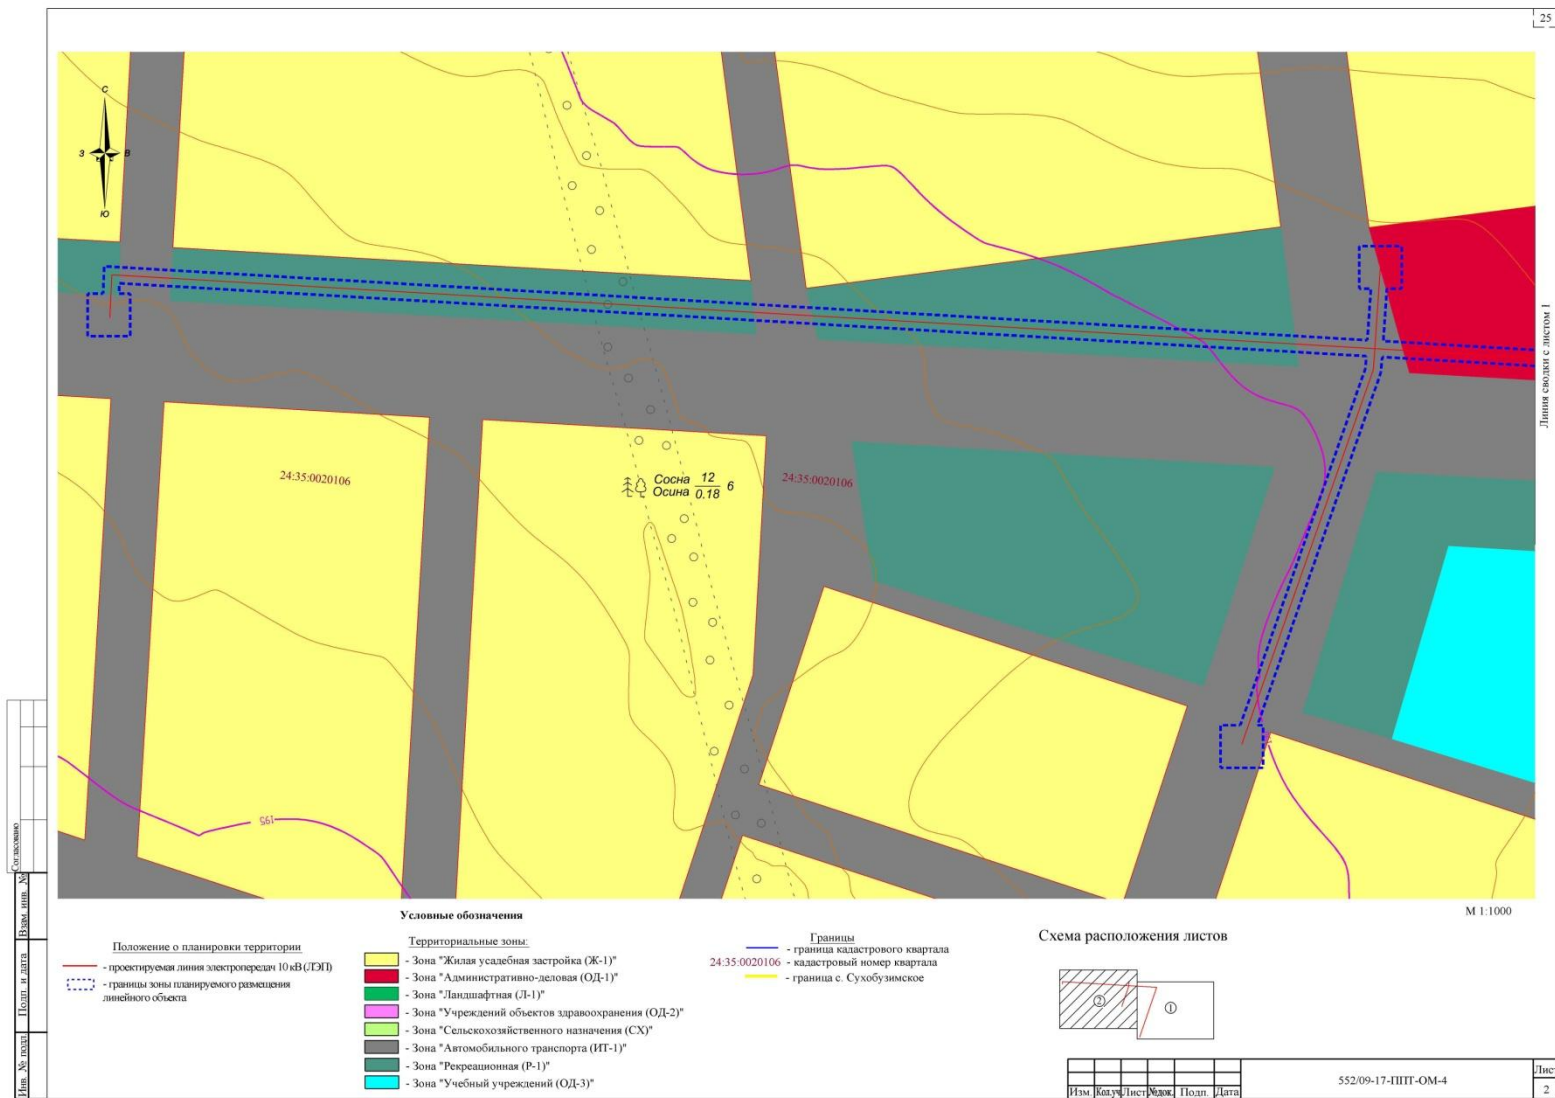 25
С
З
В
Ю
24:35:0020106
Сосна 12 6
Осина 0.18
24:35:0020106
195
Линия сводки с листом 1
М 1:1000
Условные обозначения
Положение о планировки территории
- проектируемая линия электропередач 10 кВ (ЛЭП)
- границы зоны планируемого размещения
линейного объекта
Территориальные зоны:
- Зона "Жилая усадебная застройка (Ж-1)"
- Зона "Административно-деловая (ОД-1)"
- Зона "Ландшафтная (Л-1)"
- Зона "Учреждений объектов здравоохранения (ОД-2)"
- Зона "Сельскохозяйственного назначения (СХ)"
- Зона "Автомобильного транспорта (ИТ-1)"
- Зона "Рекреационная (Р-1)"
- Зона "Учебный учреждений (ОД-3)"
Границы
- граница кадастрового квартала
24:35:0020106 - кадастровый номер квартала
- граница с. Сухобузимское
Схема расположения листов
2
1
Согласовано
Взам. инв. №
Подп. и дата
Инв. № подл.
Изм. Кол.уч Лист №док. Подп. Дата
552/09-17-ППТ-ОМ-4
Лист
2